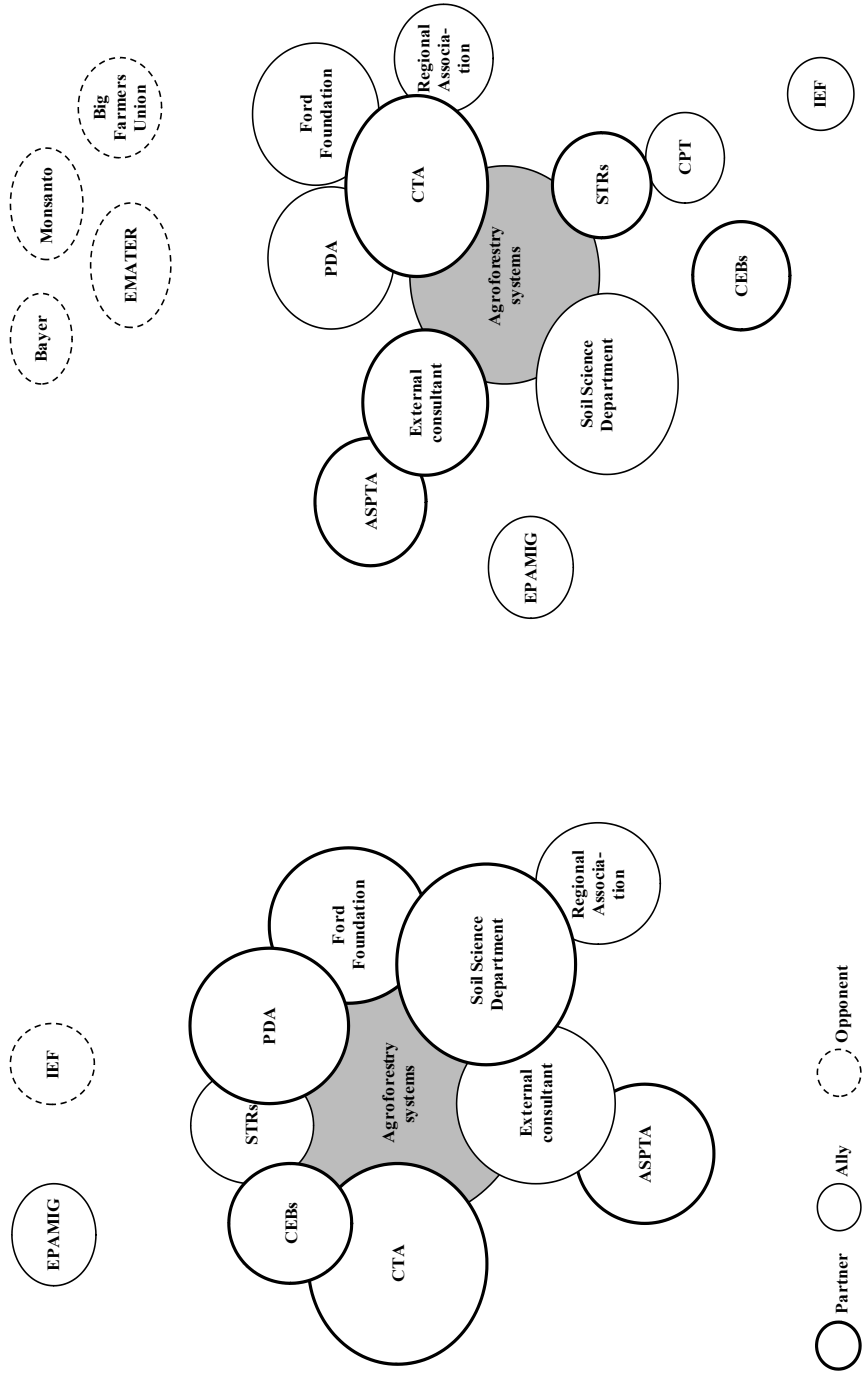 EPAMIG
IEF
STRs
PDA
CEBs
Ford
Foundation
CTA
Agroforestry
systems
Soil Science
Department
External
consultant
Regional
Associa-
tion
ASPTA
Partner
Ally
Opponent
Bayer
Monsanto
EMATER
Big
Farmers
Union
PDA
Ford
Foundation
ASPTA
External
consultant
CTA
Regional
Associa-
tion
Agroforestry
systems
EPAMIG
Soil Science
Department
STRs
CPT
CEBs
IEF